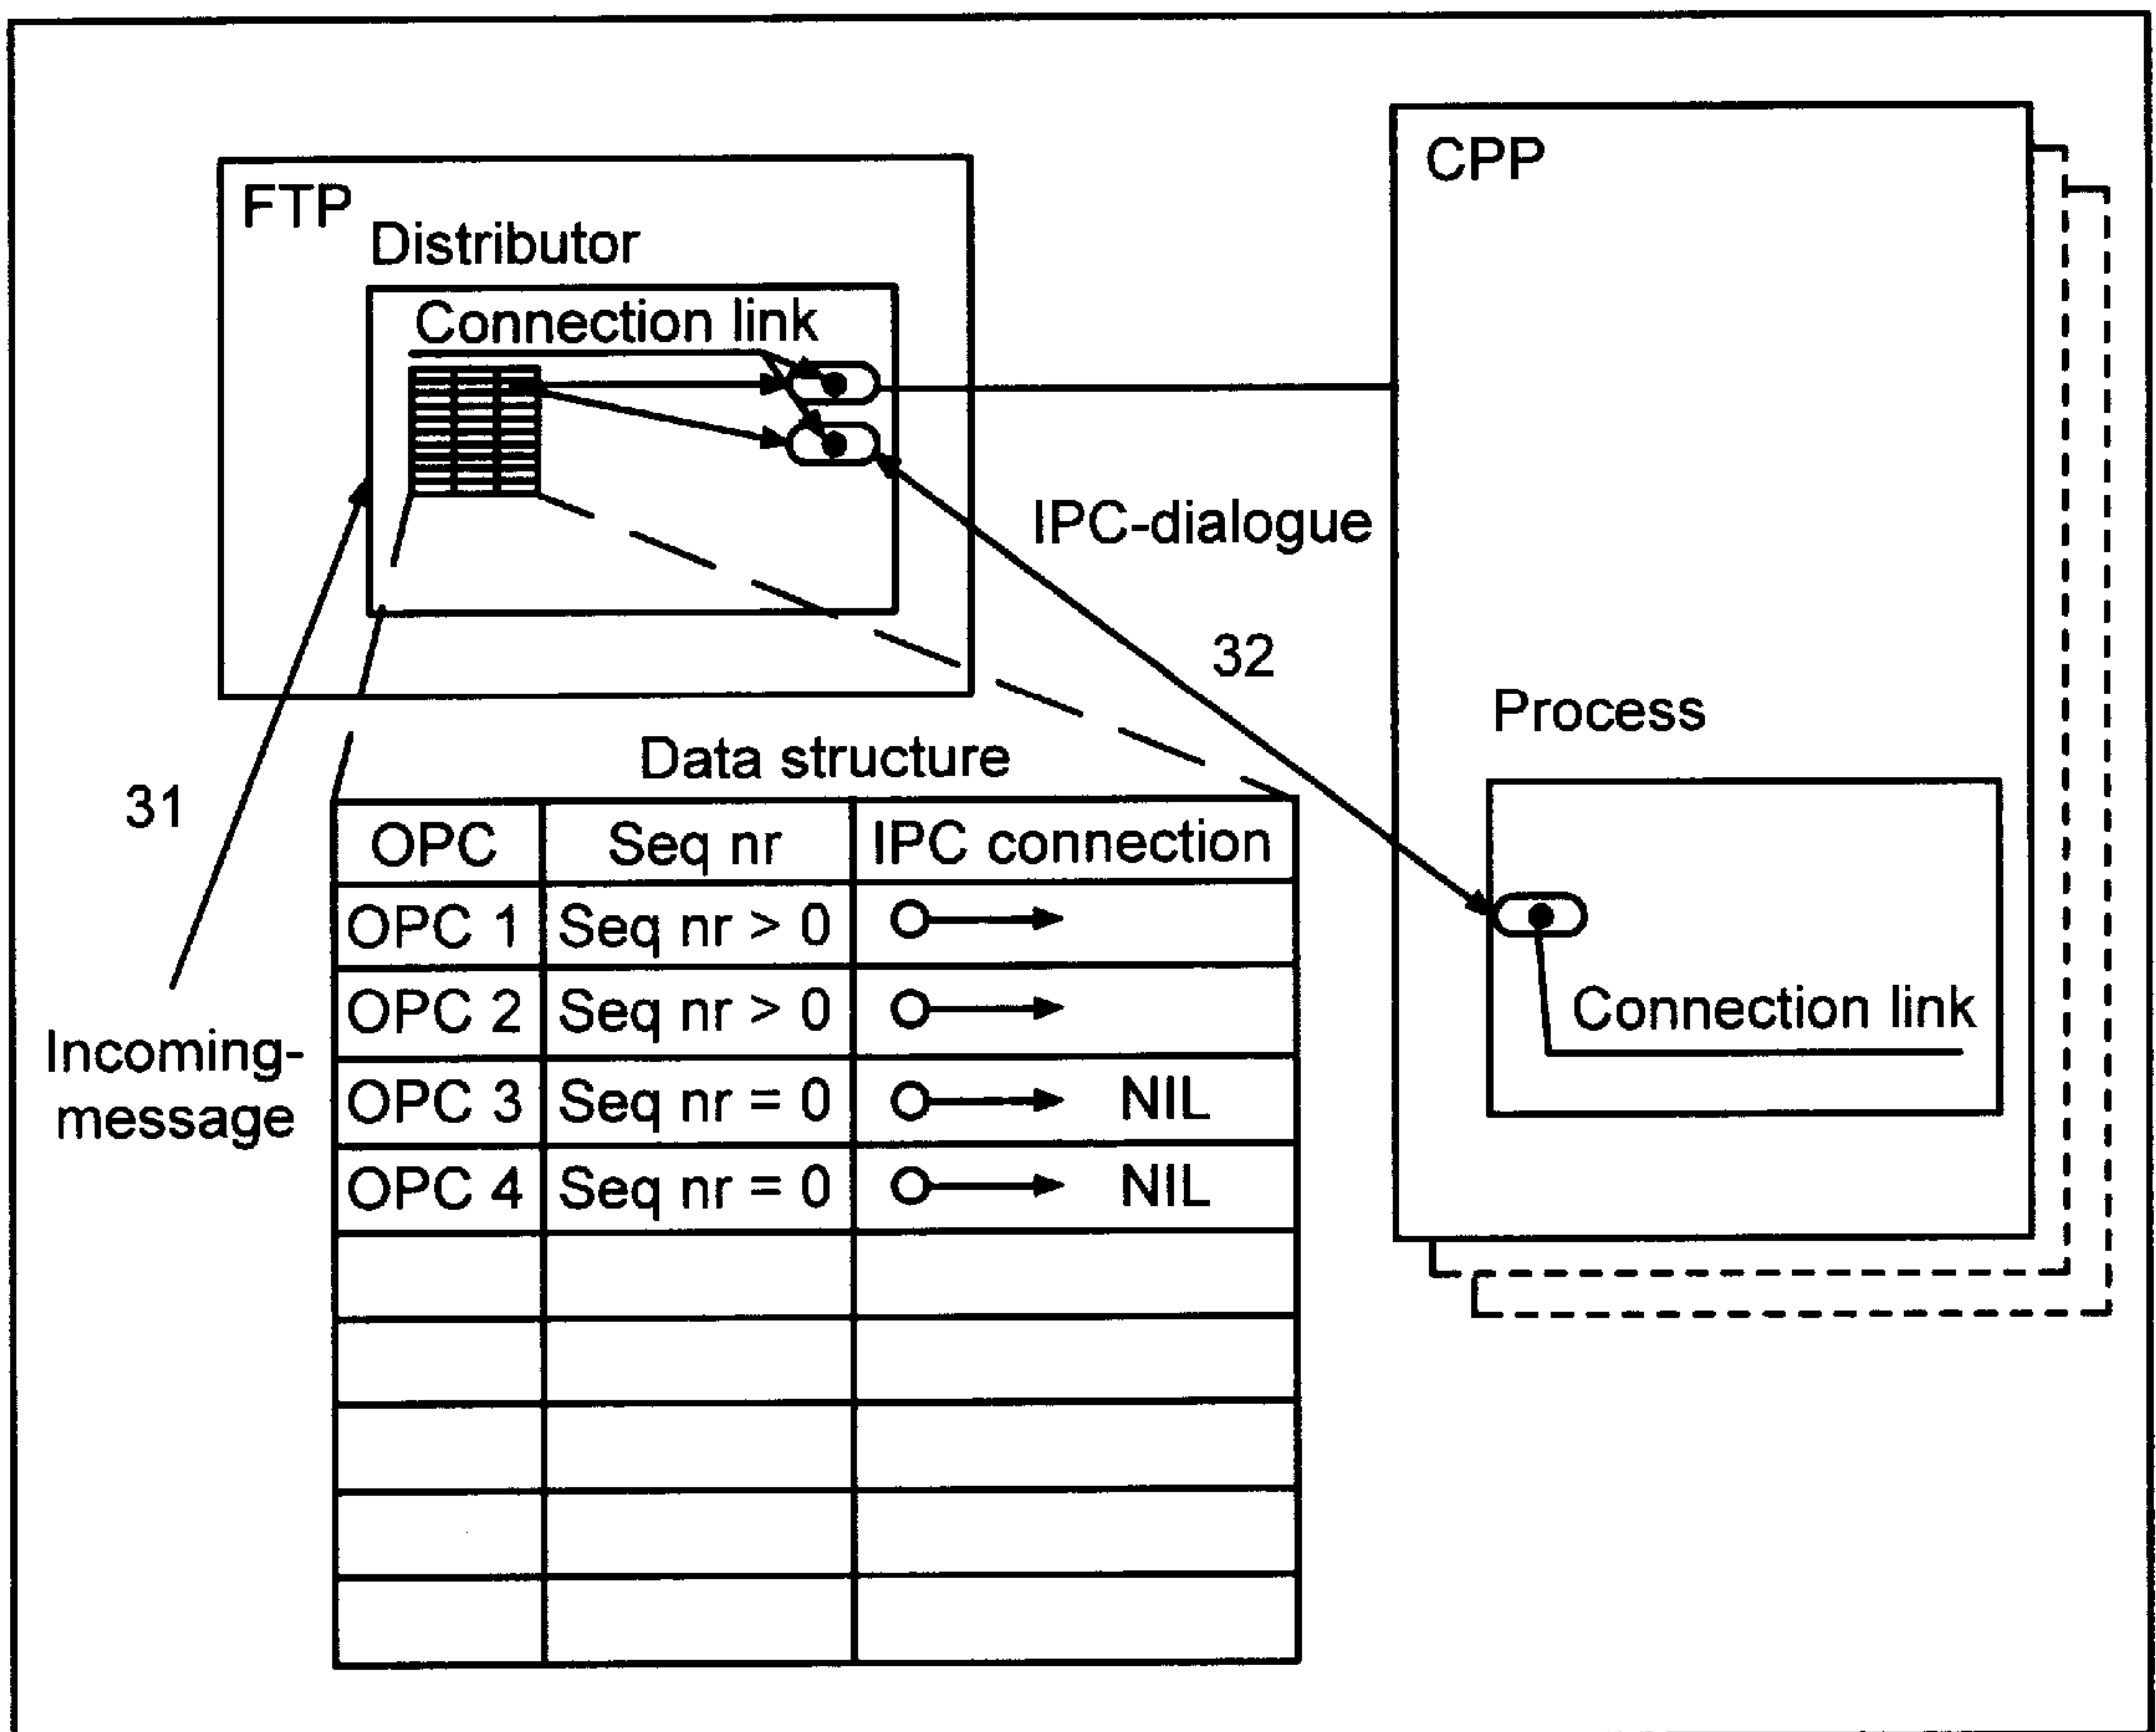 CPP
FTP
Distributor
Connection link
IPC-dialogue
32
Process
Data structure
31
OPC Seq nr IPC connection
OPC 1 Seq nr > 0
OPC 2 Seq nr > 0
Connection link
Incoming-
message
OPC 3 Seq nr = 0 NIL
OPC 4 Seq nr = 0 NIL